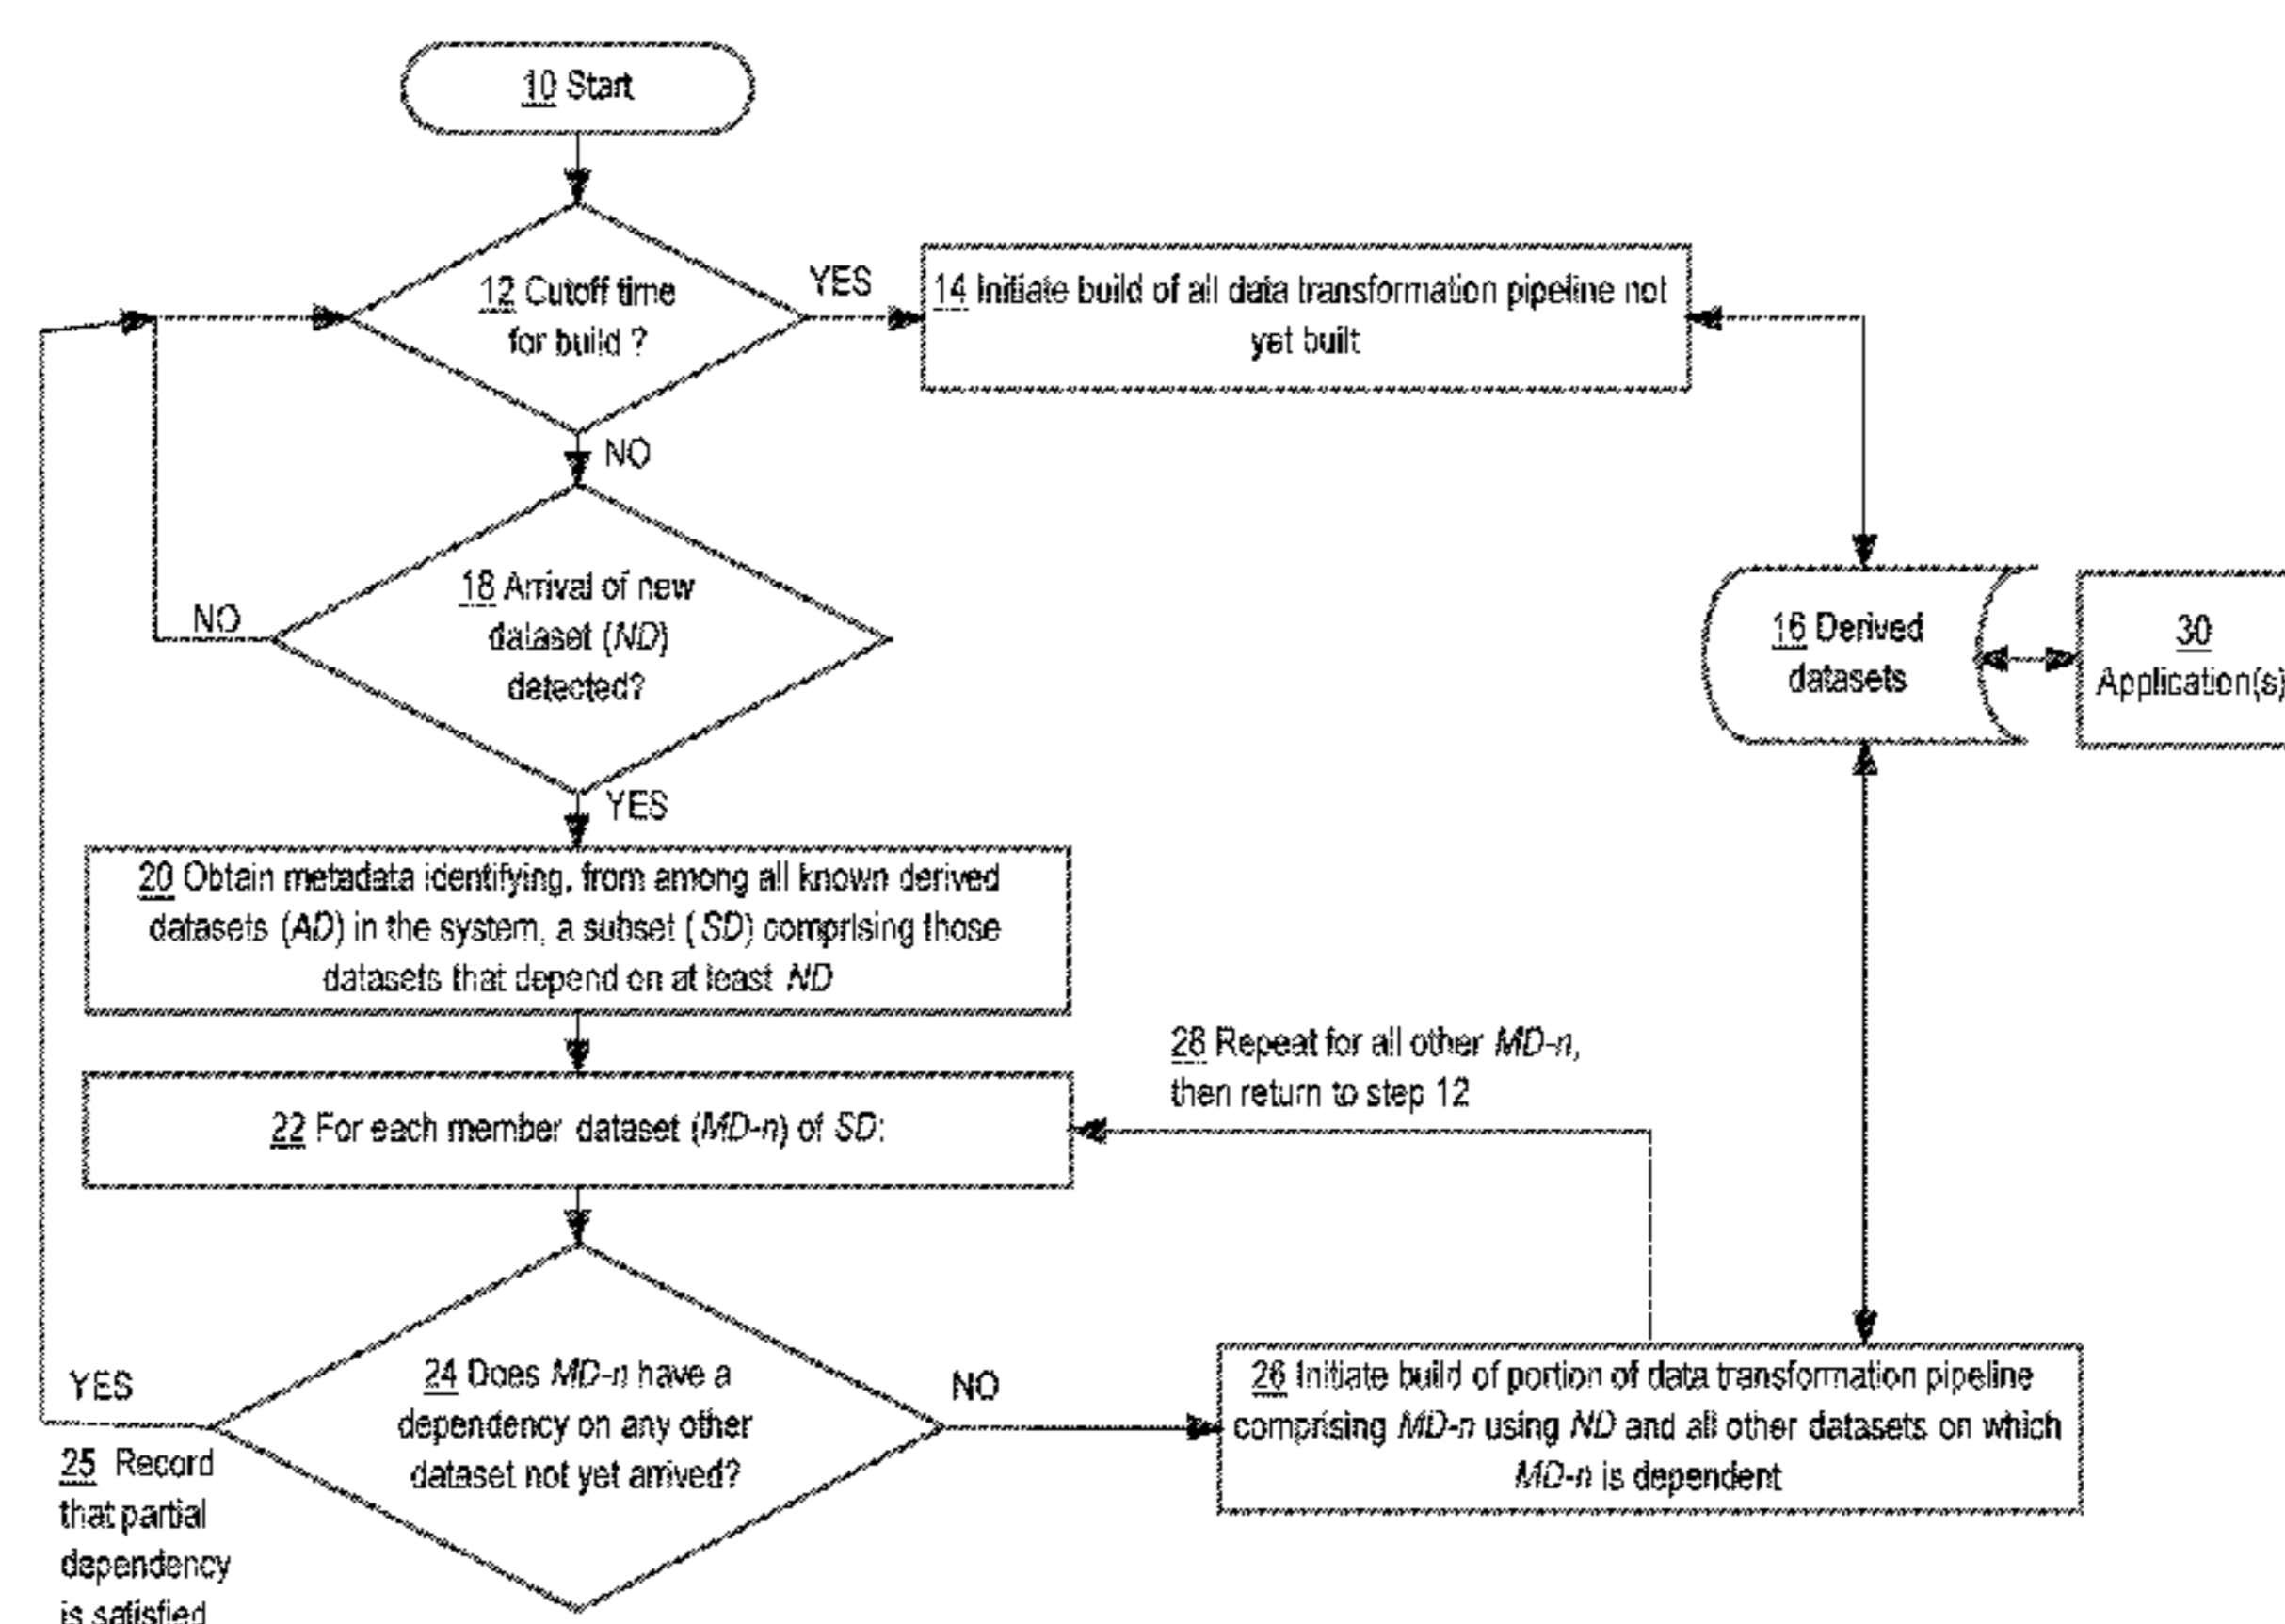 10 Start
12 Cutoff time
for build ?
YES
14 Initiate build of all data transformation pipeline not
yet built
NO
18 Arrival of new
dataset (ND)
detected?
NO
16 Derived
datasets
30
Application(s)
YES
20 Obtain metadata identifying, from among all known derived
datasets (AD) in the system, a subset ( SD) comprising those
datasets that depend on at least ND
28 Repeat for all other MD-n,
then return to step 12
22 For each member dataset (MD-n) of SD:
24 Does MD-n have a
dependency on any other
dataset not yet arrived?
YES
NO
26 Initiate build of portion of data transformation pipeline
comprising MD-n using ND and all other datasets on which
MD-n is dependent
25 Record
that partial
dependency
is satisfied